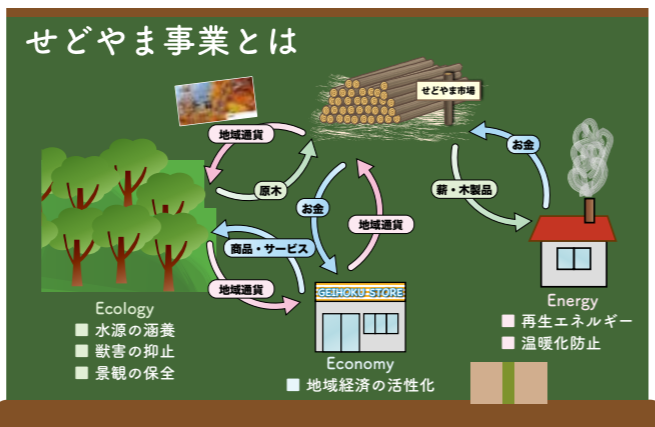 せどやま事業とは
せどやま市場
地域通貨
お金
原木
薪・木製品
お金
地域通貨
商品・サービス
地域通貨
GEIHOKU STORE
Ecology
水源の涵養
獣害の抑止
景観の保全
Economy
地域経済の活性化
Energy
再生エネルギー
温暖化防止